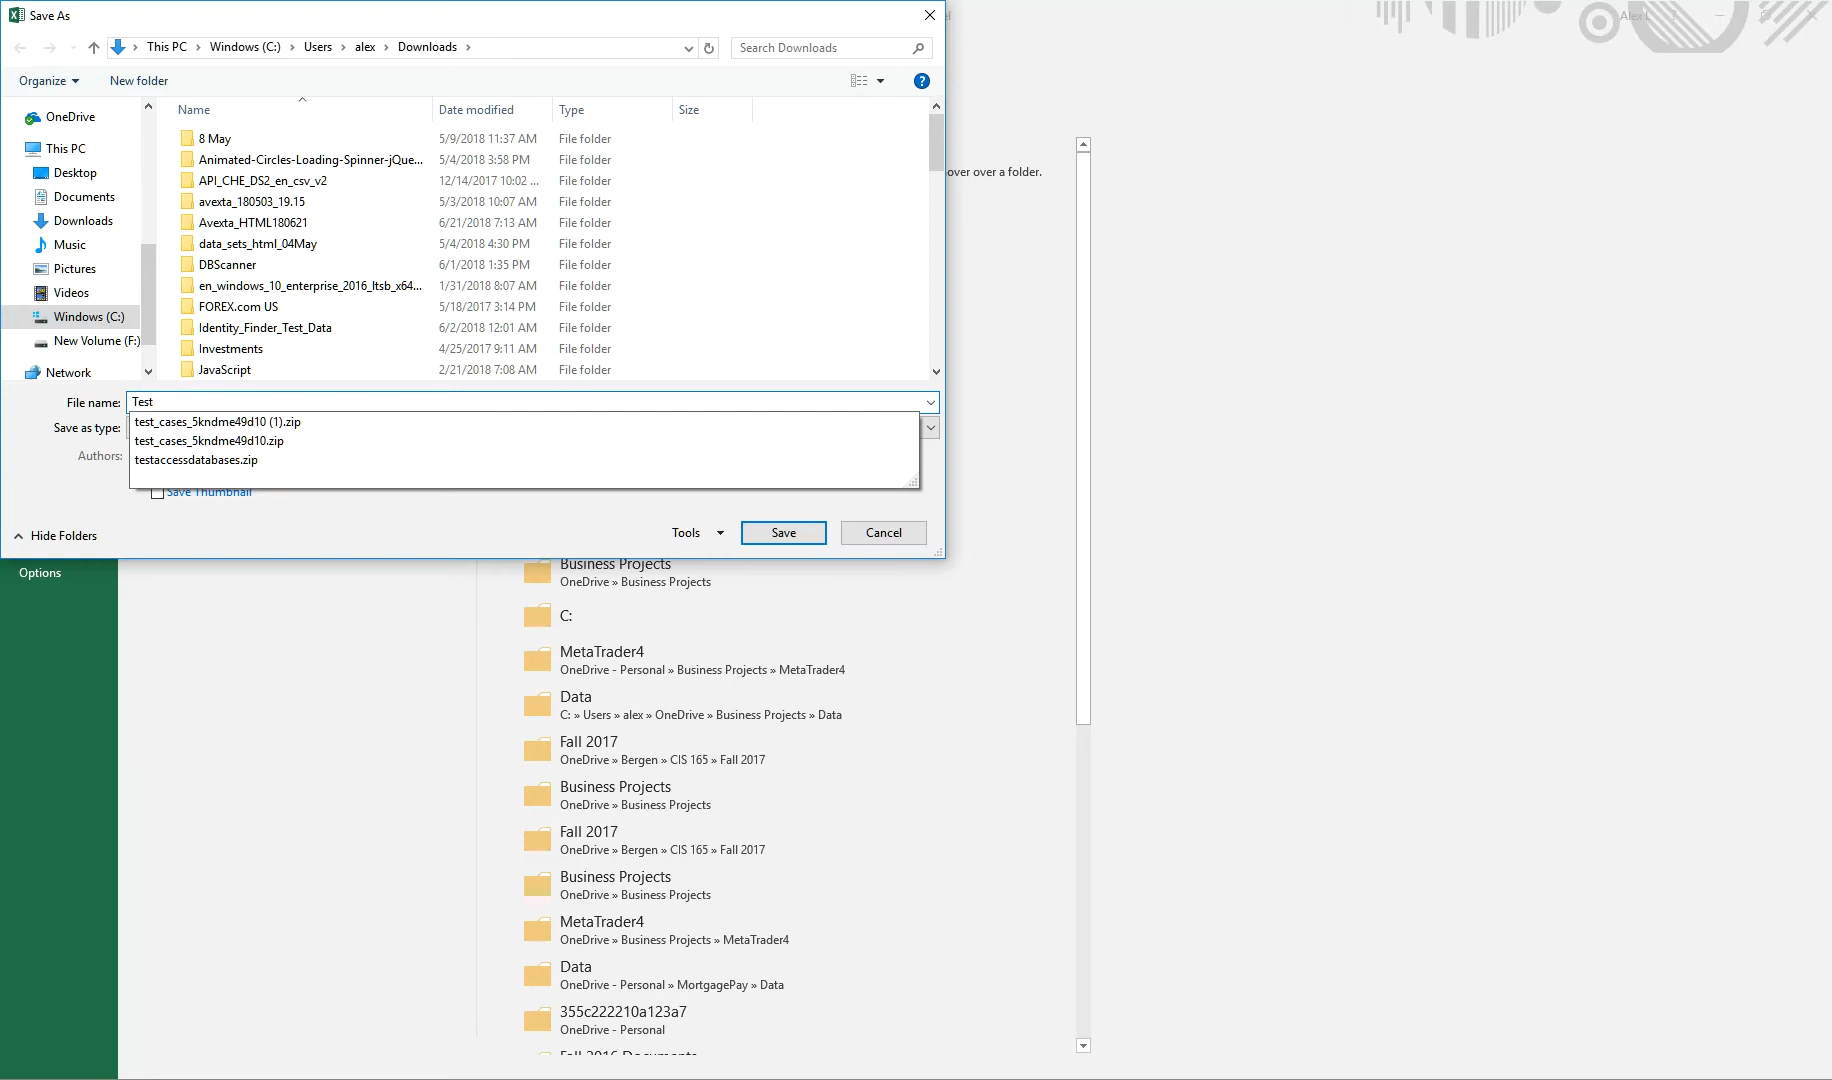 Save As
el
Alex L
This PC > Windows (C:) > Users > alex > Downloads >
Search Downloads
Organize
New folder
Name
Date modified
Type
Size
OneDrive
This PC
Desktop
Documents
Downloads
Music
Pictures
Videos
Windows (C:)
New Volume (F:)
Network
8 May 5/9/2018 11:37 AM File folder
Animated-Circles-Loading-Spinner-jQue... 5/4/2018 3:58 PM File folder
API_CHE_DS2_en_csv_v2 12/14/2017 10:02 ... File folder
avexta_180503_19.15 5/3/2018 10:07 AM File folder
Avexta_HTML180621 6/21/2018 7:13 AM File folder
data_sets_html_04May 5/4/2018 4:30 PM File folder
DBScanner 6/1/2018 1:35 PM File folder
en_windows_10_enterprise_2016_ltsb_x64... 1/31/2018 8:07 AM File folder
FOREX.com US 5/18/2017 3:14 PM File folder
Identity_Finder_Test_Data 6/2/2018 12:01 AM File folder
Investments 4/25/2017 9:11 AM File folder
JavaScript 2/21/2018 7:08 AM File folder
over over a folder.
File name: Test
test_cases_5kndme49d10 (1).zip
Save as type:
test_cases_5kndme49d10.zip
Authors:
testaccessdatabases.zip
Save Thumbnail
Hide Folders
Tools
Save
Cancel
Options
Business Projects
OneDrive » Business Projects
C:
MetaTrader4
OneDrive - Personal » Business Projects » MetaTrader4
Data
C: » Users » alex » OneDrive » Business Projects » Data
Fall 2017
OneDrive » Bergen » CIS 165 » Fall 2017
Business Projects
OneDrive » Business Projects
Fall 2017
OneDrive » Bergen » CIS 165 » Fall 2017
Business Projects
OneDrive » Business Projects
MetaTrader4
OneDrive » Business Projects » MetaTrader4
Data
OneDrive - Personal » MortgagePay » Data
355c222210a123a7
OneDrive - Personal
Fall 2016 Documents